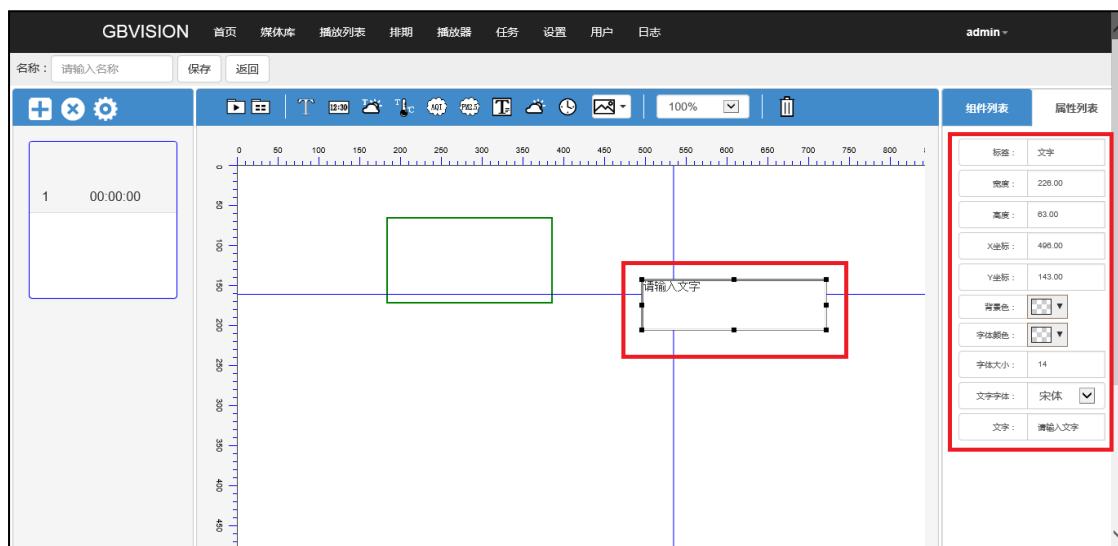 GBVISION 首页 媒体库 播放列表 排期 播放器 任务 设置 用户 日志 admin
名称： 请输入名称 保存 返回
T 12:30 T T℃ AQI PM2.5 T 100% 组件列表 属性列表
0 50 100 150 200 250 300 350 400 450 500 550 600 650 700 750 800
1 00:00:00
0
50
100
150
200
250
300
350
400
450
请输入文字
标签： 文字
宽度： 226.00
高度： 63.00
X坐标： 496.00
Y坐标： 143.00
背景色：
字体颜色：
字体大小： 14
文字字体： 宋体
文字： 请输入文字